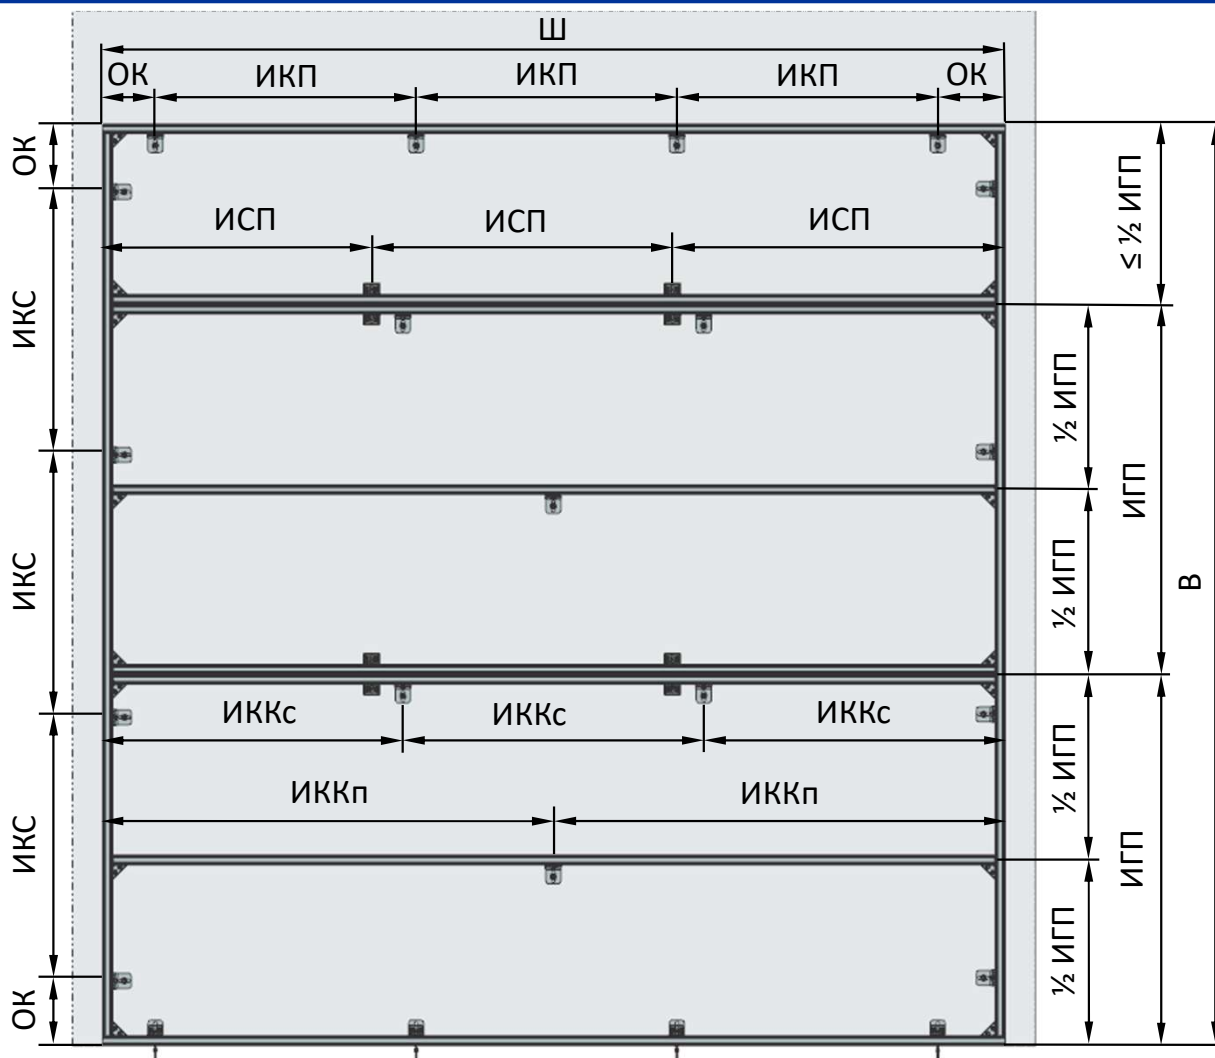 Ш
ОК ИКП ИКП ИКП ОК
ОК
≤ ½ ИГП
ИСП ИСП ИСП
ИКС
½ ИГП
ИГП
ИКС
½ ИГП
В
ИККс ИККс ИККс
½ ИГП
ИККп ИККп
ИКС
ИГП
½ ИГП
ОК